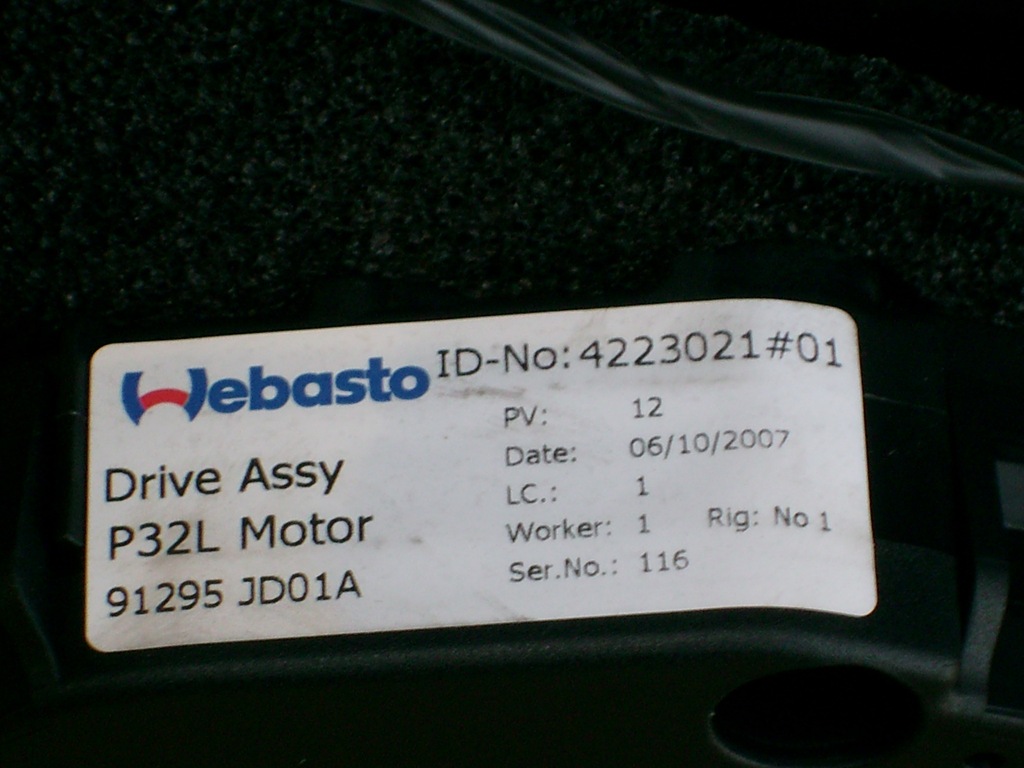 Webasto ID-No: 4223021#01
PV: 12
Date: 06/10/2007
LC.: 1
Worker: 1 Rig: No 1
Ser.No.: 116
Drive Assy
P32L Motor
91295 JD01A